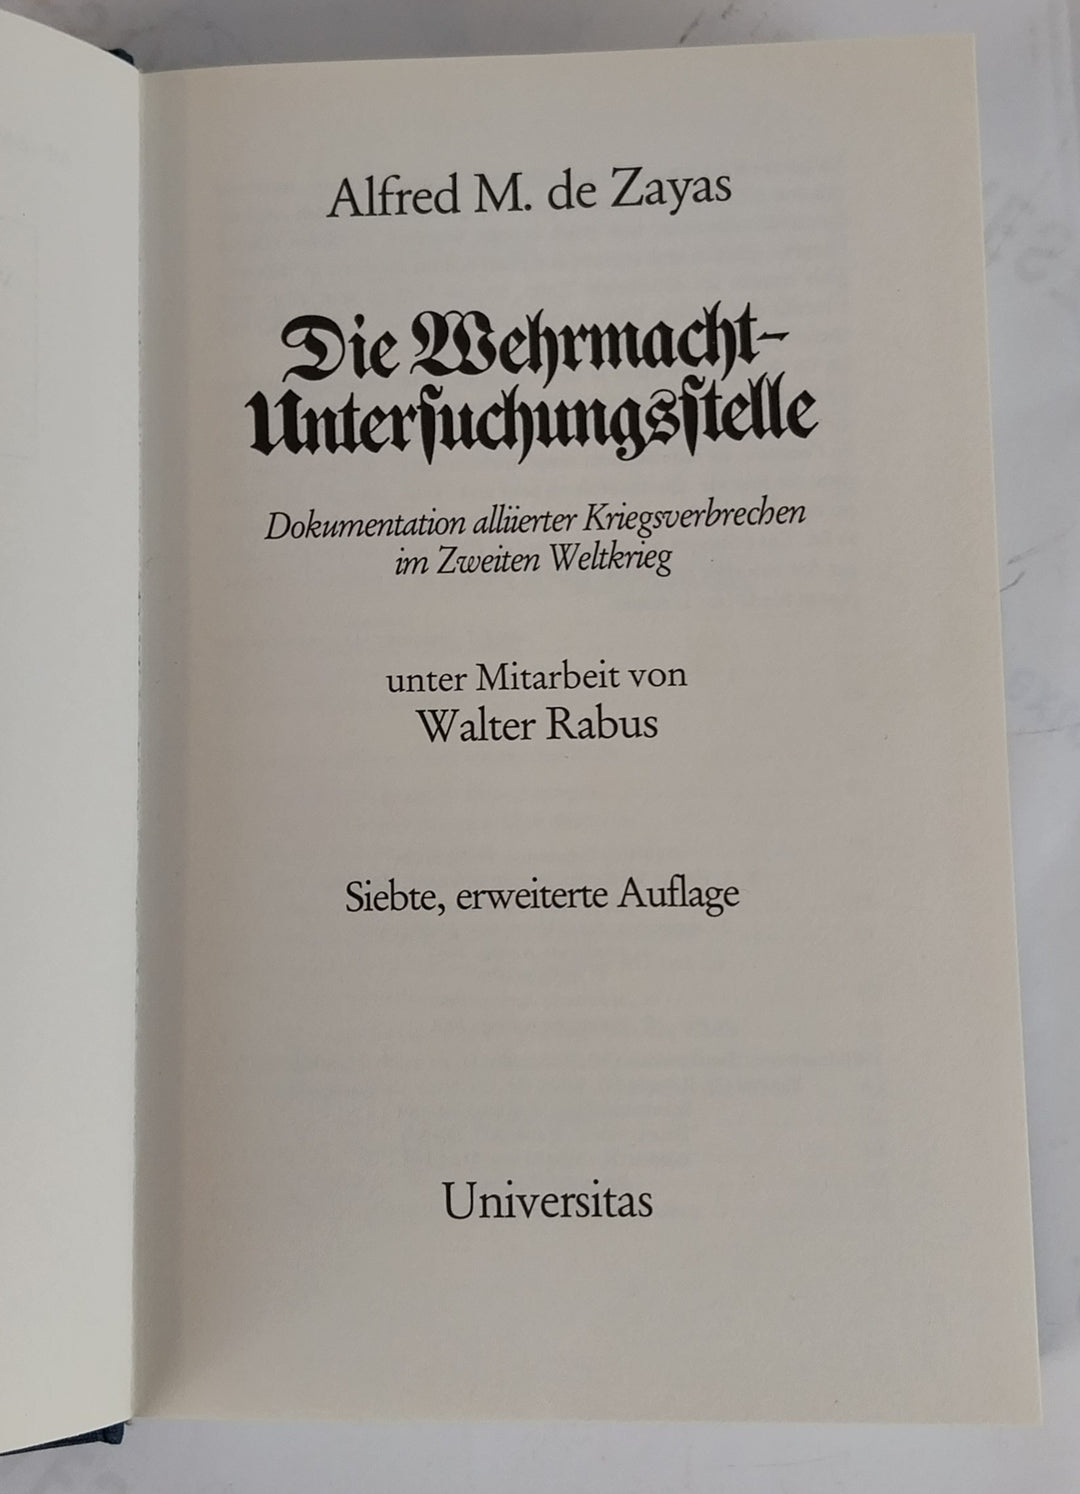 Alfred M. de Zayas
Die Wehrmacht-
Unterſuchungsſtelle
Dokumentation alliierter Kriegsverbrechen
im Zweiten Weltkrieg
unter Mitarbeit von
Walter Rabus
Siebte, erweiterte Auflage
Universitas